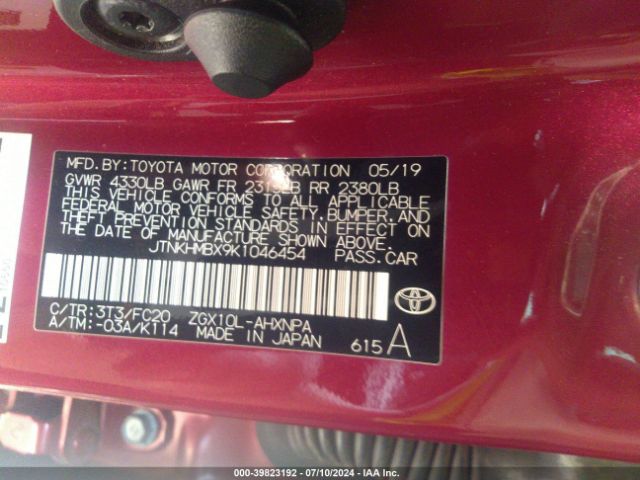 MFD. BY: TOYOTA MOTOR CORPORATION 05/19
GVWR 4330LB GAWR FR 2315LB RR 2380LB
THIS VEHICLE CONFORMS TO ALL APPLICABLE
FEDERAL MOTOR VEHICLE SAFETY, BUMPER, AND
THEFT PREVENTION STANDARDS IN EFFECT ON
THE DATE OF MANUFACTURE SHOWN ABOVE.
JTNKHMBX9K1046454 PASS.CAR
C/TR: 3T3/FC20 ZGX10L-AHXNPA
A/TM: -03A/K114 MADE IN JAPAN 615 A
TOYOTA
000-39823192 - 07/10/2024 - IAA Inc.